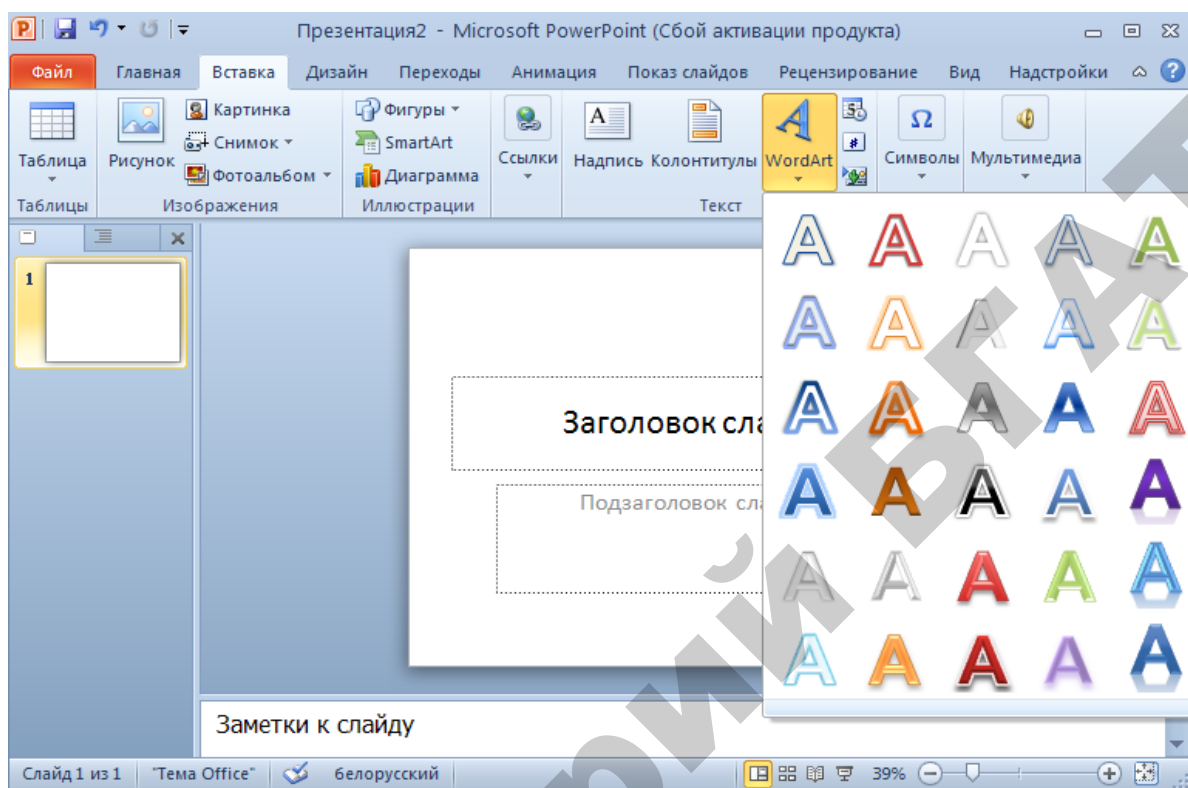 Презентация2 - Microsoft PowerPoint (Сбой активации продукта)
Файл Главная Вставка Дизайн Переходы Анимация Показ слайдов Рецензирование Вид Надстройки
Таблица
Рисунок
Картинка
Снимок
Фотоальбом
Фигуры
SmartArt
Диаграмма
Ссылки
Надпись
Колонтитулы
WordArt
Символы
Мультимедиа
Таблицы Изображения Иллюстрации Текст
1
Заголовок сла
Подзаголовок сла
Заметки к слайду
Слайд 1 из 1 "Тема Office" белорусский 39%
рий БГАТ